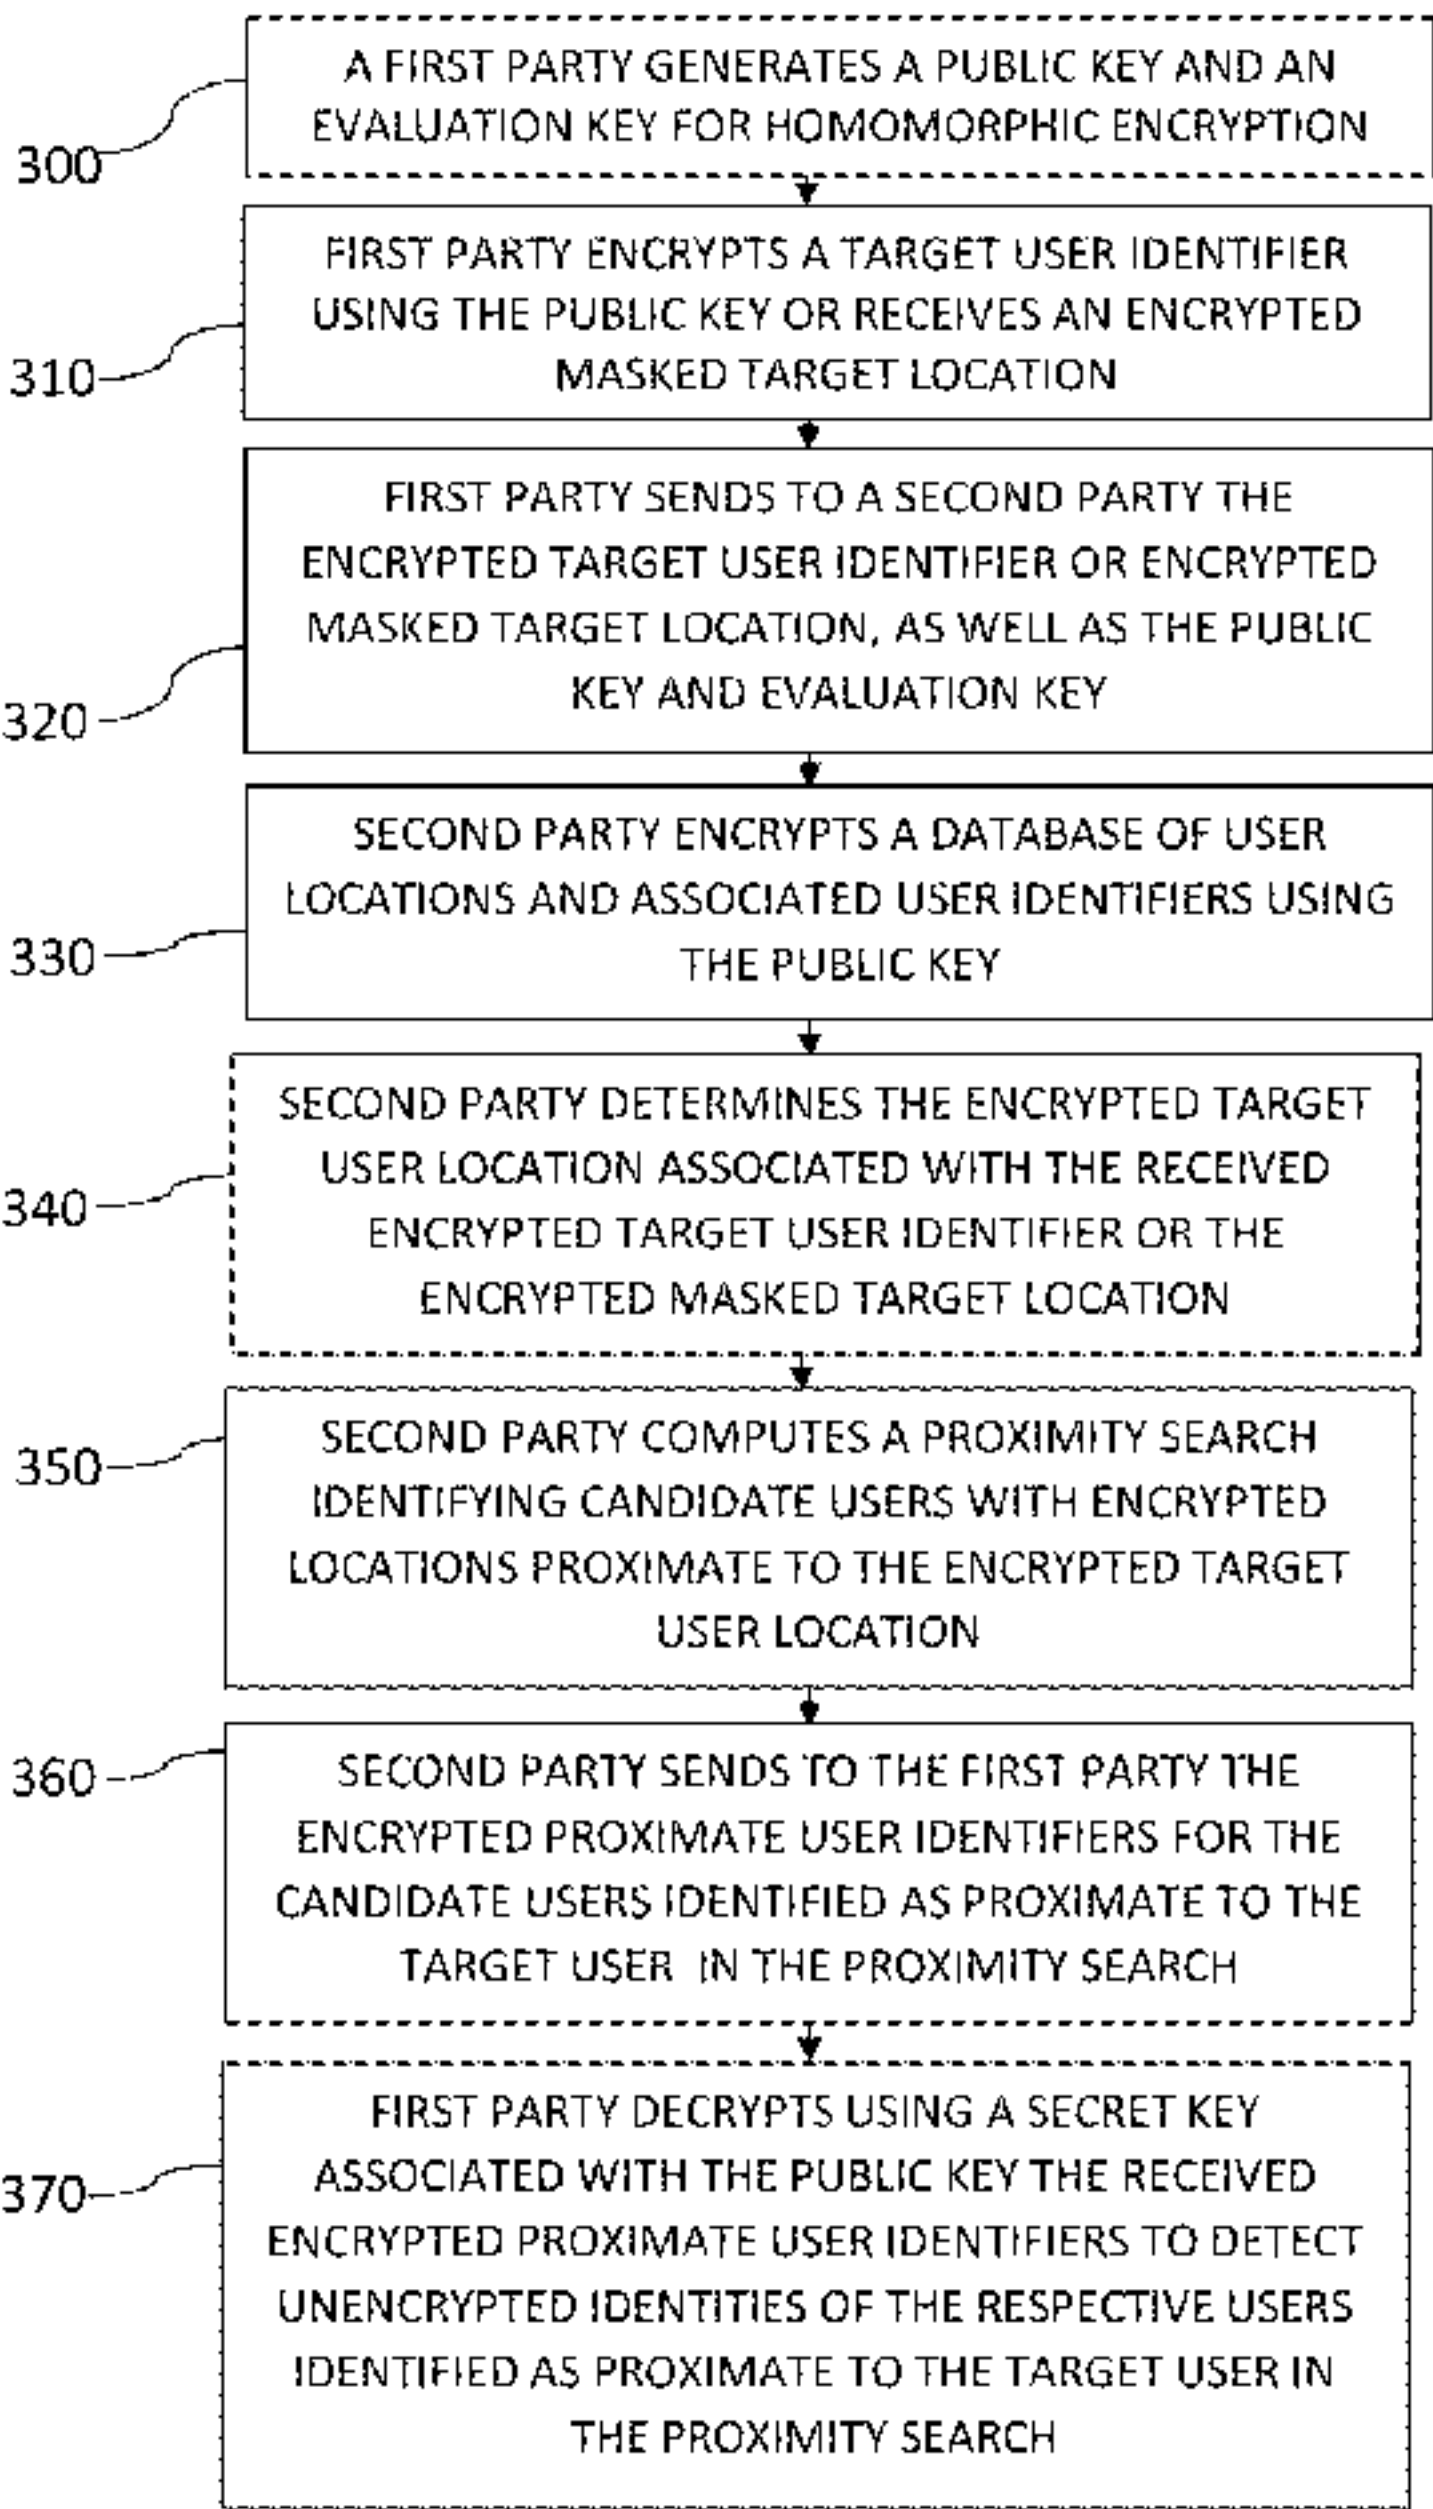 A FIRST PARTY GENERATES A PUBLIC KEY AND AN
EVALUATION KEY FOR HOMOMORPHIC ENCRYPTION
300
FIRST PARTY ENCRYPTS A TARGET USER IDENTIFIER
USING THE PUBLIC KEY OR RECEIVES AN ENCRYPTED
MASKED TARGET LOCATION
310
FIRST PARTY SENDS TO A SECOND PARTY THE
ENCRYPTED TARGET USER IDENTIFIER OR ENCRYPTED
MASKED TARGET LOCATION, AS WELL AS THE PUBLIC
KEY AND EVALUATION KEY
320
SECOND PARTY ENCRYPTS A DATABASE OF USER
LOCATIONS AND ASSOCIATED USER IDENTIFIERS USING
THE PUBLIC KEY
330
SECOND PARTY DETERMINES THE ENCRYPTED TARGET
USER LOCATION ASSOCIATED WITH THE RECEIVED
ENCRYPTED TARGET USER IDENTIFIER OR THE
ENCRYPTED MASKED TARGET LOCATION
340
SECOND PARTY COMPUTES A PROXIMITY SEARCH
IDENTIFYING CANDIDATE USERS WITH ENCRYPTED
LOCATIONS PROXIMATE TO THE ENCRYPTED TARGET
USER LOCATION
350
SECOND PARTY SENDS TO THE FIRST PARTY THE
ENCRYPTED PROXIMATE USER IDENTIFIERS FOR THE
CANDIDATE USERS IDENTIFIED AS PROXIMATE TO THE
TARGET USER IN THE PROXIMITY SEARCH
360
FIRST PARTY DECRYPTS USING A SECRET KEY
ASSOCIATED WITH THE PUBLIC KEY THE RECEIVED
ENCRYPTED PROXIMATE USER IDENTIFIERS TO DETECT
UNENCRYPTED IDENTITIES OF THE RESPECTIVE USERS
IDENTIFIED AS PROXIMATE TO THE TARGET USER IN
THE PROXIMITY SEARCH
370